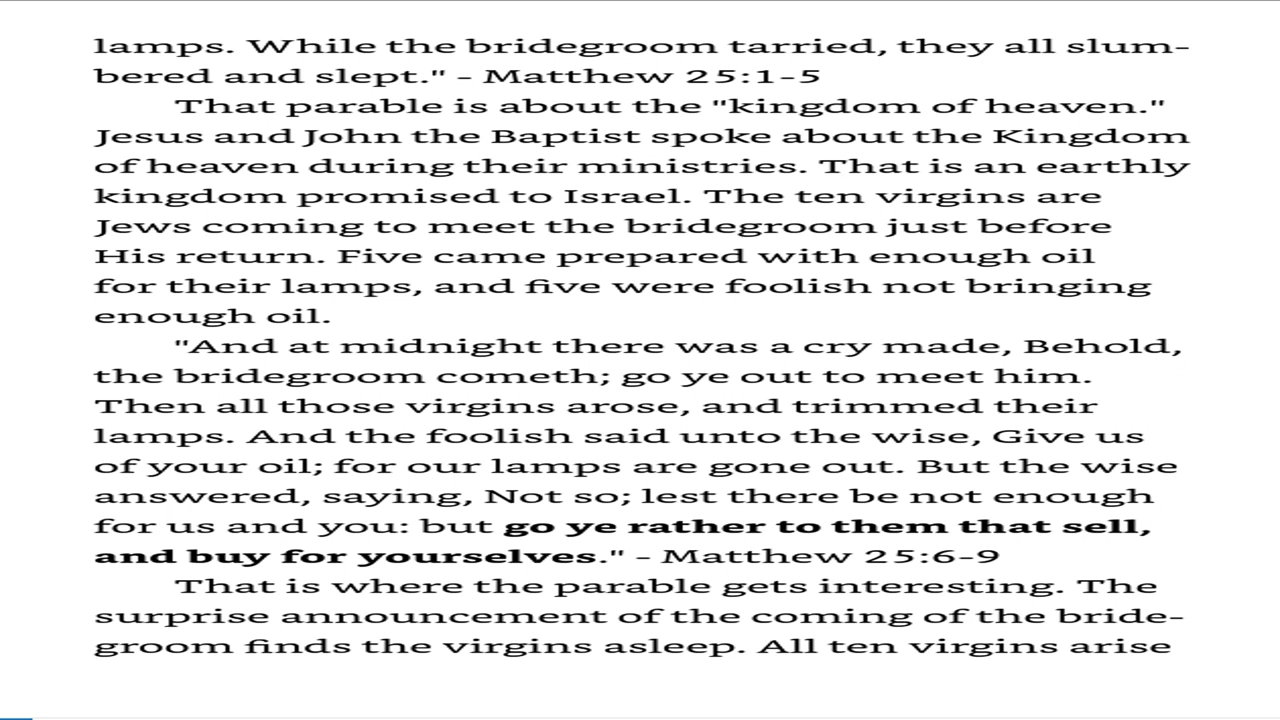 lamps. While the bridegroom tarried, they all slum-
bered and slept." - Matthew 25:1-5
That parable is about the "kingdom of heaven."
Jesus and John the Baptist spoke about the Kingdom
of heaven during their ministries. That is an earthly
kingdom promised to Israel. The ten virgins are
Jews coming to meet the bridegroom just before
His return. Five came prepared with enough oil
for their lamps, and five were foolish not bringing
enough oil.
"And at midnight there was a cry made, Behold,
the bridegroom cometh; go ye out to meet him.
Then all those virgins arose, and trimmed their
lamps. And the foolish said unto the wise, Give us
of your oil; for our lamps are gone out. But the wise
answered, saying, Not so; lest there be not enough
for us and you: but go ye rather to them that sell,
and buy for yourselves." - Matthew 25:6-9
That is where the parable gets interesting. The
surprise announcement of the coming of the bride-
groom finds the virgins asleep. All ten virgins arise